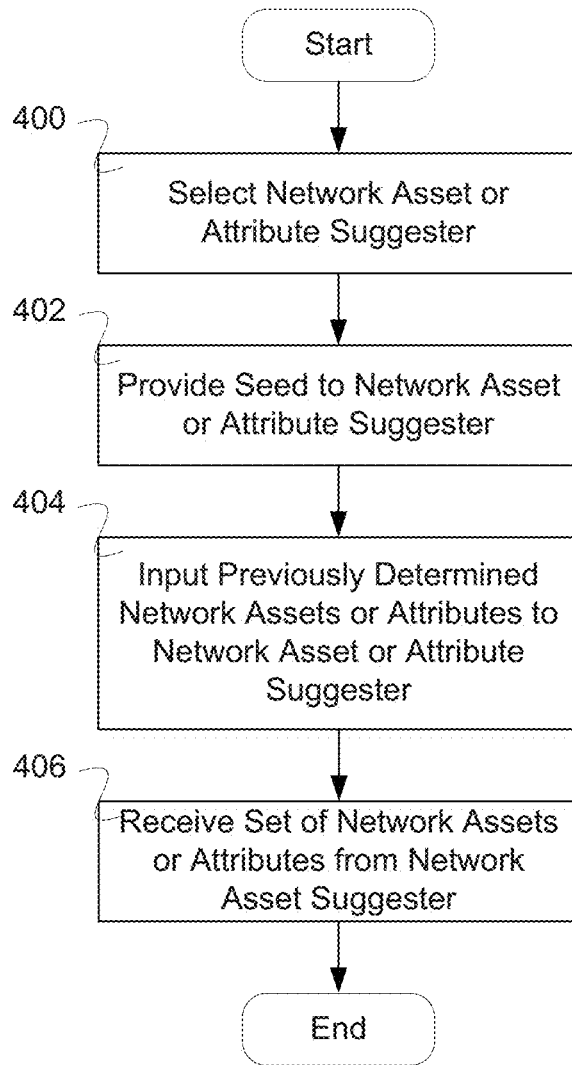 Start
400
Select Network Asset or
Attribute Suggester
402
Provide Seed to Network Asset
or Attribute Suggester
404
Input Previously Determined
Network Assets or Attributes to
Network Asset or Attribute
Suggester
406
Receive Set of Network Assets
or Attributes from Network
Asset Suggester
End